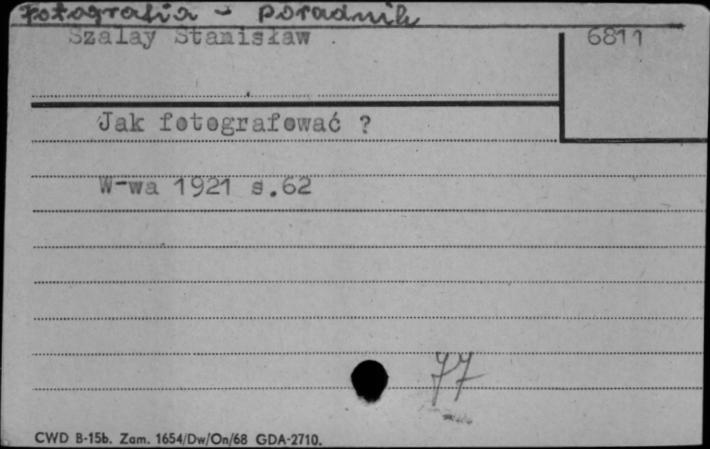 Fotografia - poradnik
Szalay Stanisław
6811
Jak fotografować ?
W-wa 1921 s.62
77
CWD B-15b. Zam. 1654/Dw/On/68 GDA-2710.